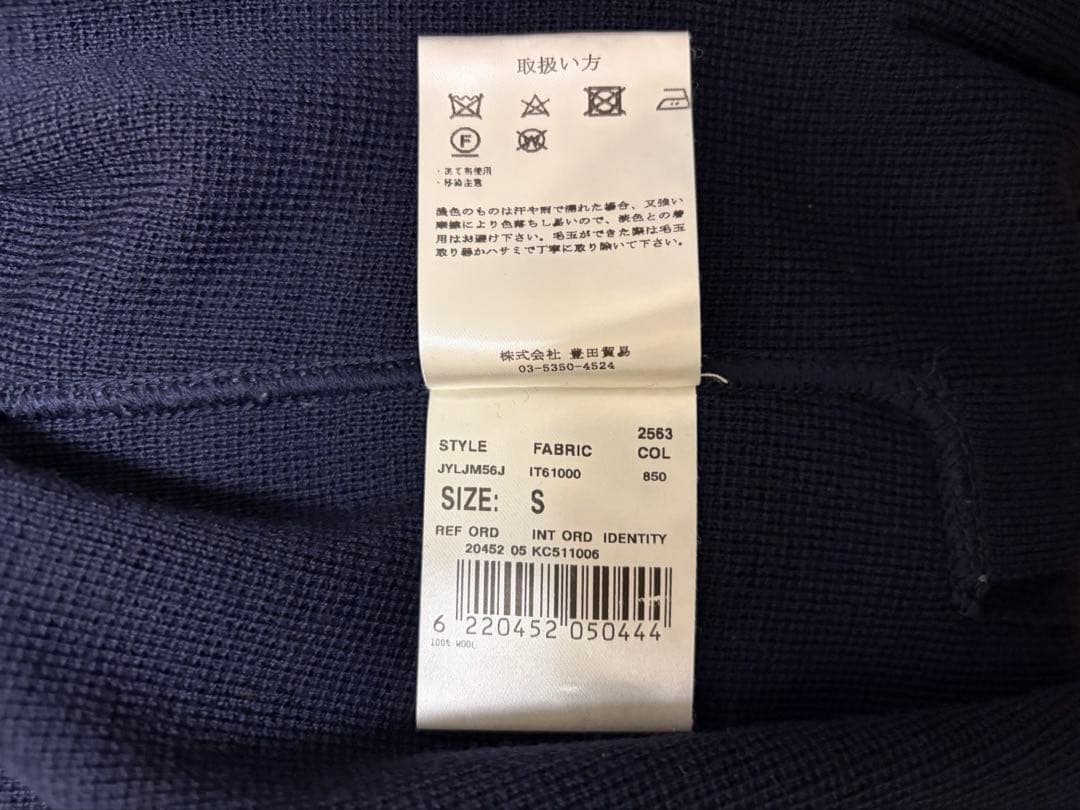 取扱い方
F W
・あて布使用
・移染注意
濃色のものは汗や雨で濡れた場合、又強い
摩擦により色落ちし易いので、淡色との着
用はお避け下さい。毛玉ができた際は毛玉
取り器かハサミで丁寧に取り除いて下さい。
株式会社 豊田貿易
03-5350-4524
2563
STYLE FABRIC COL
JYLJM56J IT61000 850
SIZE: S
REF ORD INT ORD IDENTITY
20452 05 KC511006
6 220452 050444
100% WOOL